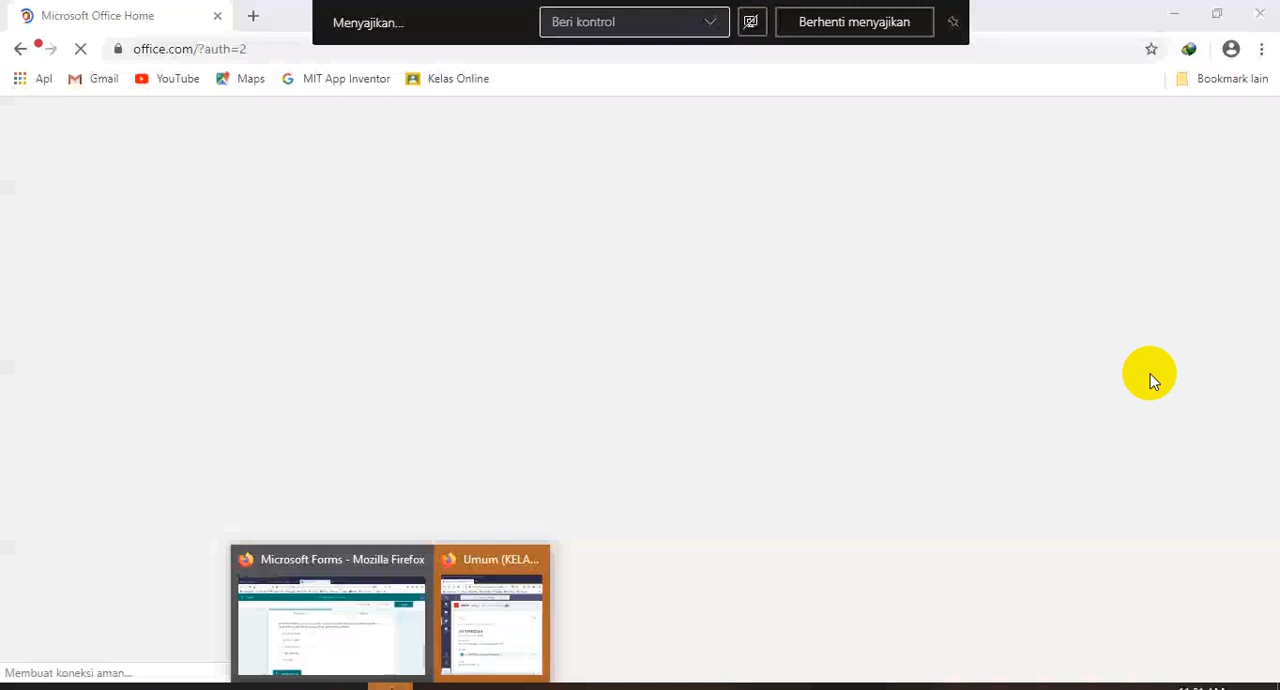 Microsoft Office Home
Menyajikan...
Beri kontrol
Berhenti menyajikan
office.com/?auth=2
Apl
Gmail
YouTube
Maps
MIT App Inventor
Kelas Online
Bookmark lain
Microsoft Forms - Mozilla Firefox
Umum (KELA...
Membuat koneksi aman...